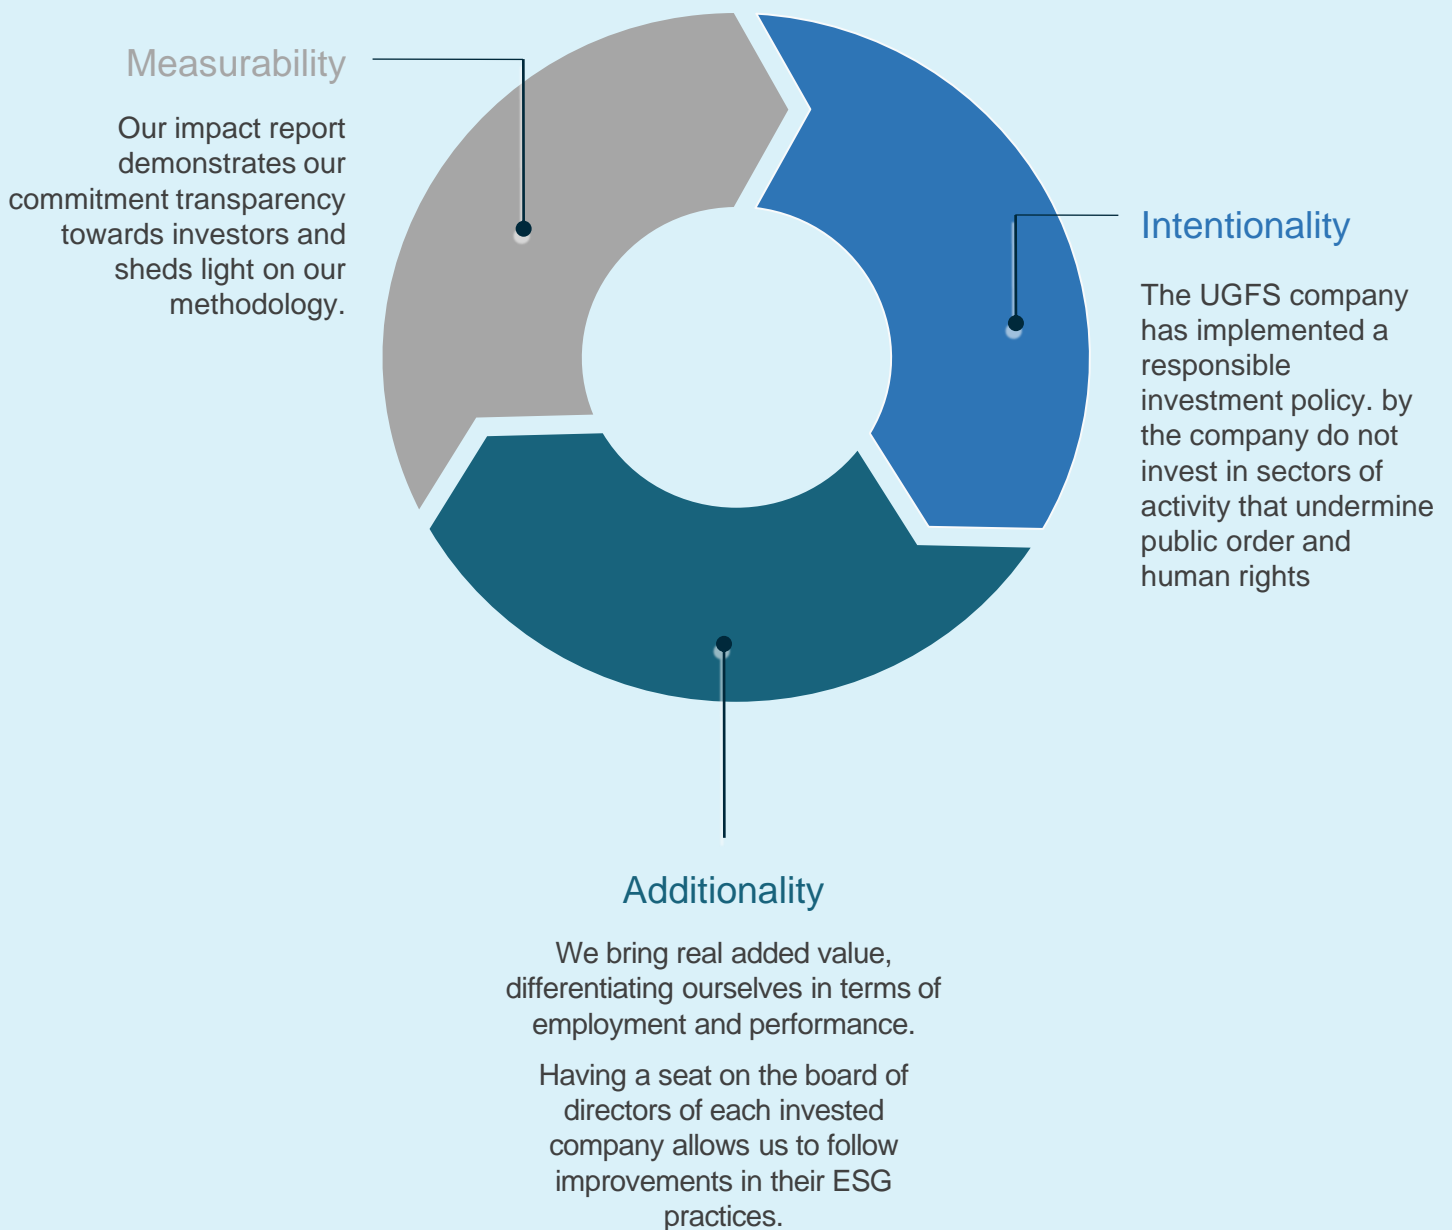 Measurability
Our impact report
demonstrates our
commitment transparency
towards investors and
sheds light on our
methodology.
Intentionality
The UGFS company
has implemented a
responsible
investment policy. by
the company do not
invest in sectors of
activity that undermine
public order and
human rights
Additionality
We bring real added value,
differentiating ourselves in terms of
employment and performance.
Having a seat on the board of
directors of each invested
company allows us to follow
improvements in their ESG
practices.